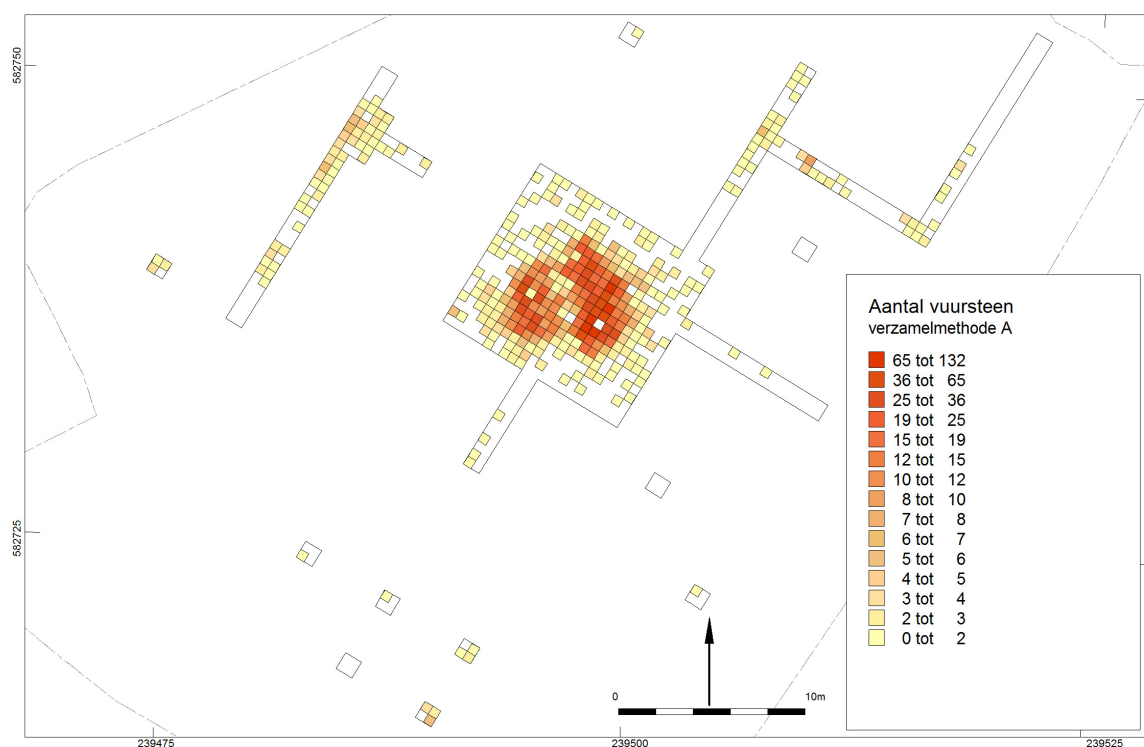 582750
582725
Aantal vuursteen
verzamelmethode A
65 tot 132
36 tot 65
25 tot 36
19 tot 25
15 tot 19
12 tot 15
10 tot 12
8 tot 10
7 tot 8
6 tot 7
5 tot 6
4 tot 5
3 tot 4
2 tot 3
0 tot 2
0 10m
239475 239500 239525